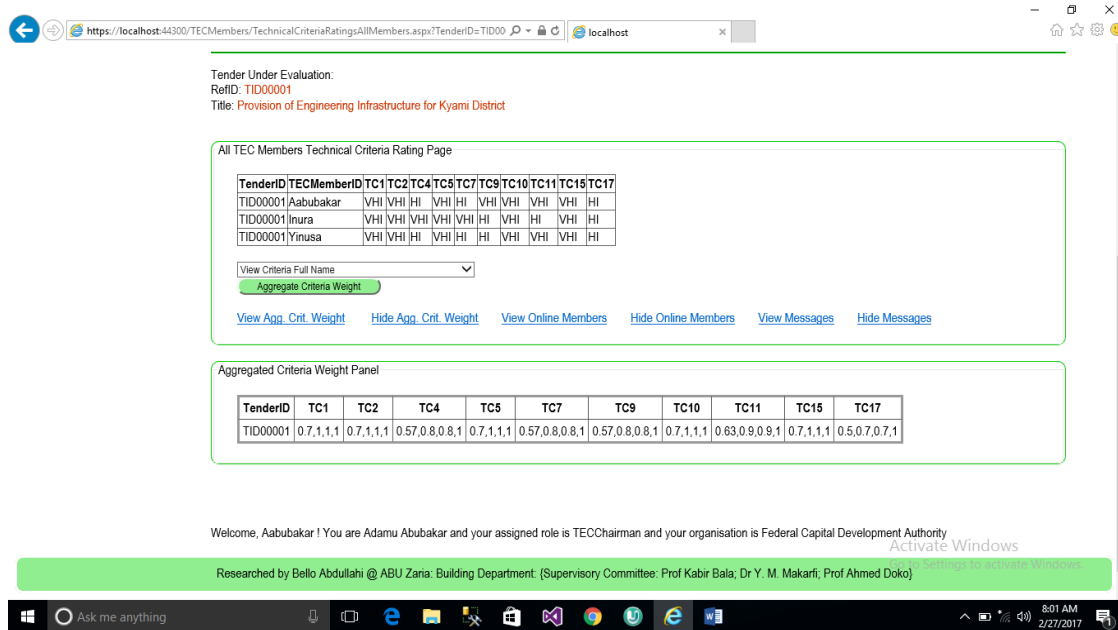 https://localhost:44300/TECMembers/TechnicalCriteriaRatingsAllMembers.aspx?TenderID=TID00 localhost
Tender Under Evaluation:
RefID: TID00001
Title: Provision of Engineering Infrastructure for Kyami District
All TEC Members Technical Criteria Rating Page
TenderID TECMemberID TC1 TC2 TC4 TC5 TC7 TC9 TC10 TC11 TC15 TC17
TID00001 Aabubakar VHI VHI HI VHI HI VHI VHI VHI VHI HI
TID00001 Inura VHI VHI VHI VHI VHI HI VHI HI VHI HI
TID00001 Yinusa VHI VHI HI VHI HI HI VHI VHI VHI HI
View Criteria Full Name
Aggregate Criteria Weight
View Agg. Crit. Weight Hide Agg. Crit. Weight View Online Members Hide Online Members View Messages Hide Messages
Aggregated Criteria Weight Panel
TenderID TC1 TC2 TC4 TC5 TC7 TC9 TC10 TC11 TC15 TC17
TID00001 0.7,1,1,1 0.7,1,1,1 0.57,0.8,0.8,1 0.7,1,1,1 0.57,0.8,0.8,1 0.57,0.8,0.8,1 0.7,1,1,1 0.63,0.9,0.9,1 0.7,1,1,1 0.5,0.7,0.7,1
Welcome, Aabubakar ! You are Adamu Abubakar and your assigned role is TECChairman and your organisation is Federal Capital Development Authority
Activate Windows
Go to Settings to activate Windows.
Researched by Bello Abdullahi @ ABU Zaria: Building Department: {Supervisory Committee: Prof Kabir Bala; Dr Y. M. Makarfi; Prof Ahmed Doko}
Ask me anything
8:01 AM
2/27/2017